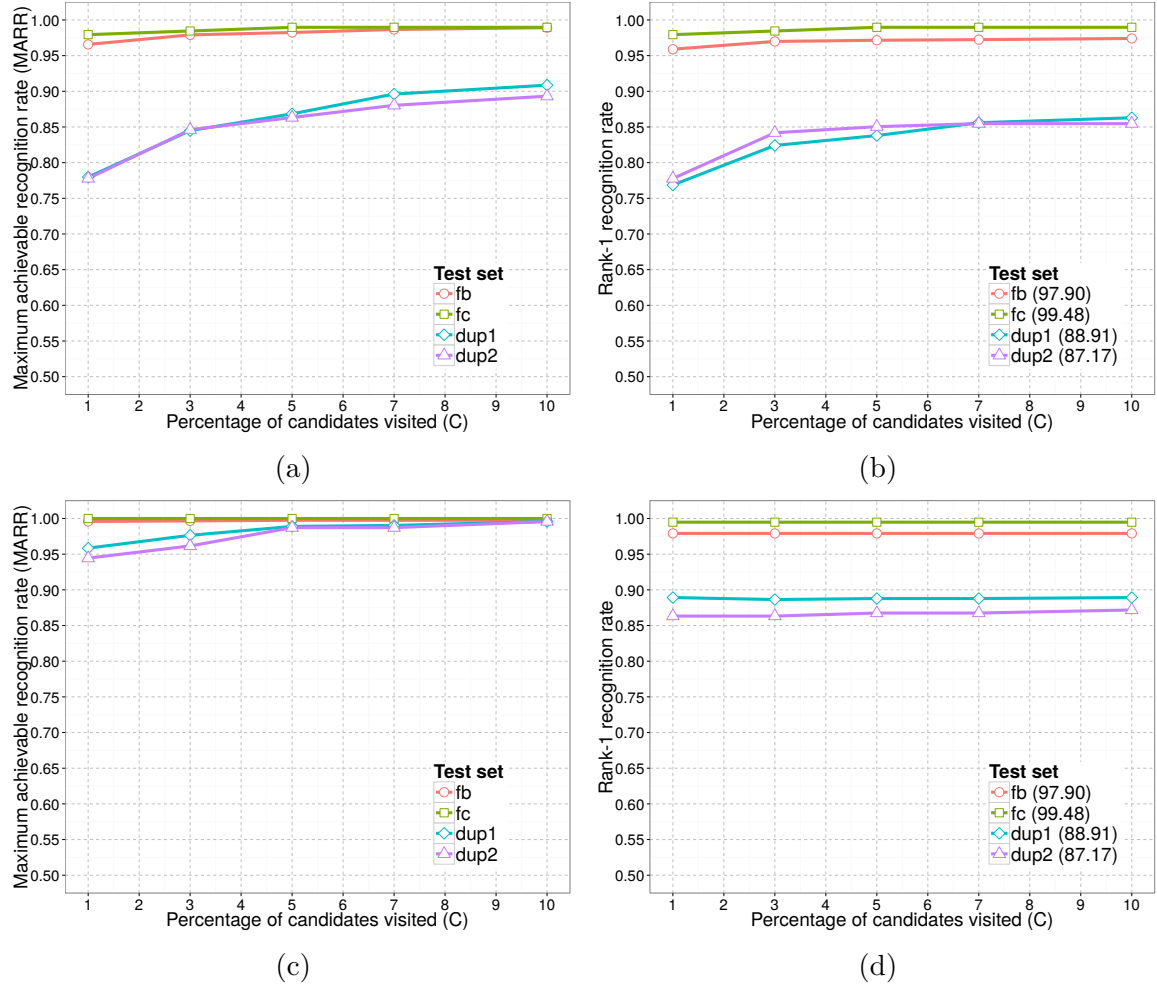 Maximum achievable recognition rate (MARR)
1.00
0.95
0.90
0.85
0.80
0.75
0.70
0.65
0.60
0.55
0.50
Test set
fb
fc
dup1
dup2
1 2 3 4 5 6 7 8 9 10
Percentage of candidates visited (C)
(a)
Rank-1 recognition rate
1.00
0.95
0.90
0.85
0.80
0.75
0.70
0.65
0.60
0.55
0.50
Test set
fb (97.90)
fc (99.48)
dup1 (88.91)
dup2 (87.17)
1 2 3 4 5 6 7 8 9 10
Percentage of candidates visited (C)
(b)
Maximum achievable recognition rate (MARR)
1.00
0.95
0.90
0.85
0.80
0.75
0.70
0.65
0.60
0.55
0.50
Test set
fb
fc
dup1
dup2
1 2 3 4 5 6 7 8 9 10
Percentage of candidates visited (C)
(c)
Rank-1 recognition rate
1.00
0.95
0.90
0.85
0.80
0.75
0.70
0.65
0.60
0.55
0.50
Test set
fb (97.90)
fc (99.48)
dup1 (88.91)
dup2 (87.17)
1 2 3 4 5 6 7 8 9 10
Percentage of candidates visited (C)
(d)